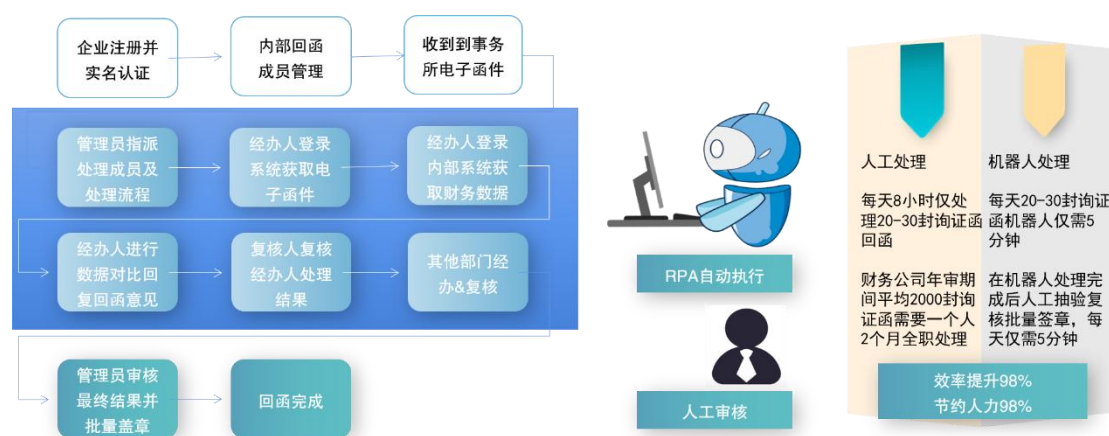 企业注册并
实名认证
内部回函
成员管理
收到到事务
所电子函件
管理员指派
处理成员及
处理流程
经办人登录
系统获取电
子函件
经办人登录
内部系统获
取财务数据
经办人进行
数据对比回
复回函意见
复核人复核
经办人处理
结果
其他部门经
办&复核
管理员审核
最终结果并
批量盖章
回函完成
RPA自动执行
人工审核
人工处理
每天8小时仅处
理20-30封询证函
回函
财务公司年审期
间平均2000封询
证函需要一个人
2个月全职处理
机器人处理
每天20-30封询证
函机器人仅需5
分钟
在机器人处理完
成后人工抽验复
核批量签章，每
天仅需5分钟
效率提升98%
节约人力98%